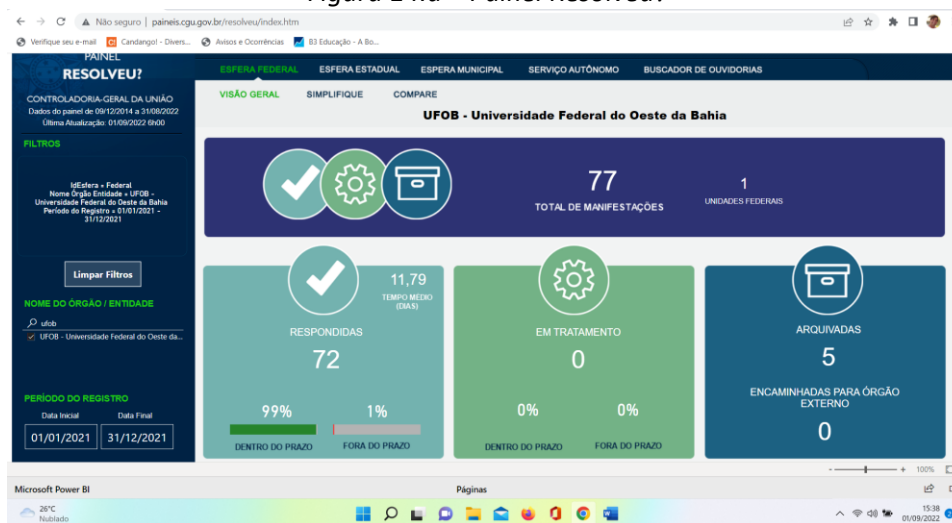 Não seguro | paineis.cgu.gov.br/resolveu/index.htm
Verifique seu e-mail
Candango! - Divers...
Avisos e Ocorrências
B3 Educação - A Bo...
PAINEL
RESOLVEU?
CONTROLADORIA-GERAL DA UNIÃO
Dados do painel de 09/12/2014 a 31/08/2022
Última Atualização: 01/09/2022 6h00
FILTROS
IdEsfera = Federal
Nome Órgão Entidade = UFOB -
Universidade Federal do Oeste da Bahia
Período do Registro = 01/01/2021 -
31/12/2021
Limpar Filtros
NOME DO ÓRGÃO / ENTIDADE
ufob
UFOB - Universidade Federal do Oeste da...
PERÍODO DO REGISTRO
Data Inicial Data Final
01/01/2021 31/12/2021
ESFERA FEDERAL ESFERA ESTADUAL ESPERA MUNICIPAL SERVIÇO AUTÔNOMO BUSCADOR DE OUVIDORIAS
VISÃO GERAL SIMPLIFIQUE COMPARE
UFOB - Universidade Federal do Oeste da Bahia
77
TOTAL DE MANIFESTAÇÕES
1
UNIDADES FEDERAIS
11,79
TEMPO MÉDIO
(DIAS)
RESPONDIDAS
72
99% 1%
DENTRO DO PRAZO FORA DO PRAZO
EM TRATAMENTO
0
0% 0%
DENTRO DO PRAZO FORA DO PRAZO
ARQUIVADAS
5
ENCAMINHADAS PARA ÓRGÃO
EXTERNO
0
100%
Microsoft Power BI
Páginas
26°C
Nublado
15:38
01/09/2022